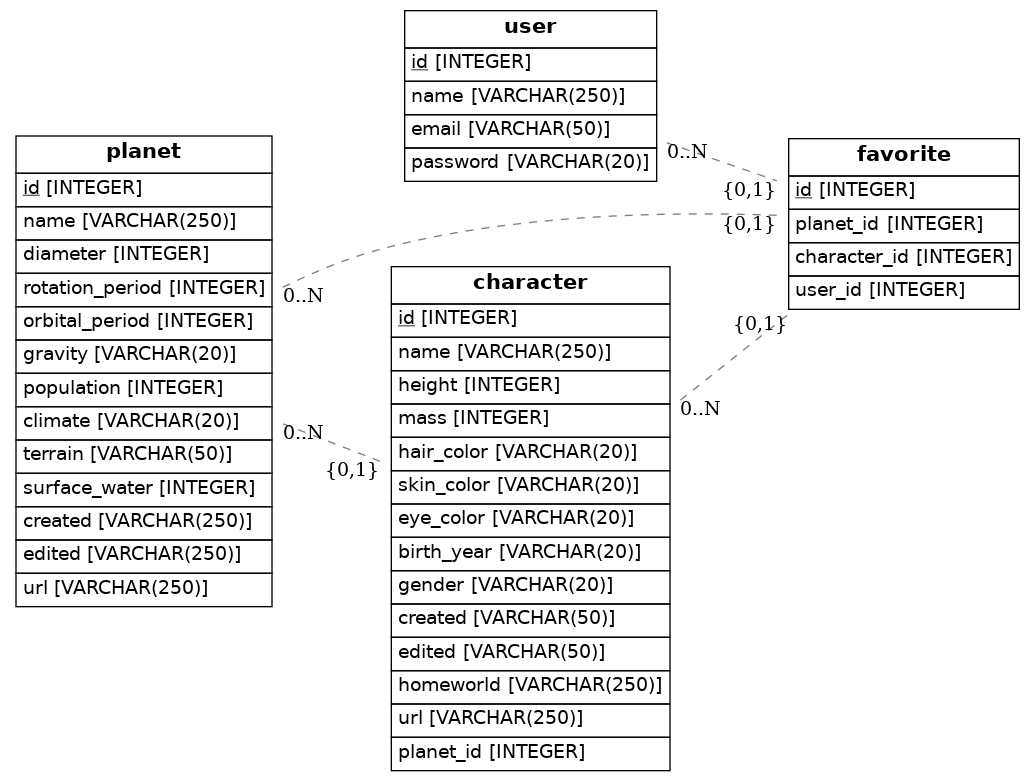 user
id [INTEGER]
name [VARCHAR(250)]
email [VARCHAR(50)]
password [VARCHAR(20)]
planet
id [INTEGER]
name [VARCHAR(250)]
diameter [INTEGER]
rotation_period [INTEGER]
orbital_period [INTEGER]
gravity [VARCHAR(20)]
population [INTEGER]
climate [VARCHAR(20)]
terrain [VARCHAR(50)]
surface_water [INTEGER]
created [VARCHAR(250)]
edited [VARCHAR(250)]
url [VARCHAR(250)]
favorite
id [INTEGER]
planet_id [INTEGER]
character_id [INTEGER]
user_id [INTEGER]
character
id [INTEGER]
name [VARCHAR(250)]
height [INTEGER]
mass [INTEGER]
hair_color [VARCHAR(20)]
skin_color [VARCHAR(20)]
eye_color [VARCHAR(20)]
birth_year [VARCHAR(20)]
gender [VARCHAR(20)]
created [VARCHAR(50)]
edited [VARCHAR(50)]
homeworld [VARCHAR(250)]
url [VARCHAR(250)]
planet_id [INTEGER]
0..N
{0,1}
{0,1}
0..N
{0,1}
0..N
0..N
{0,1}